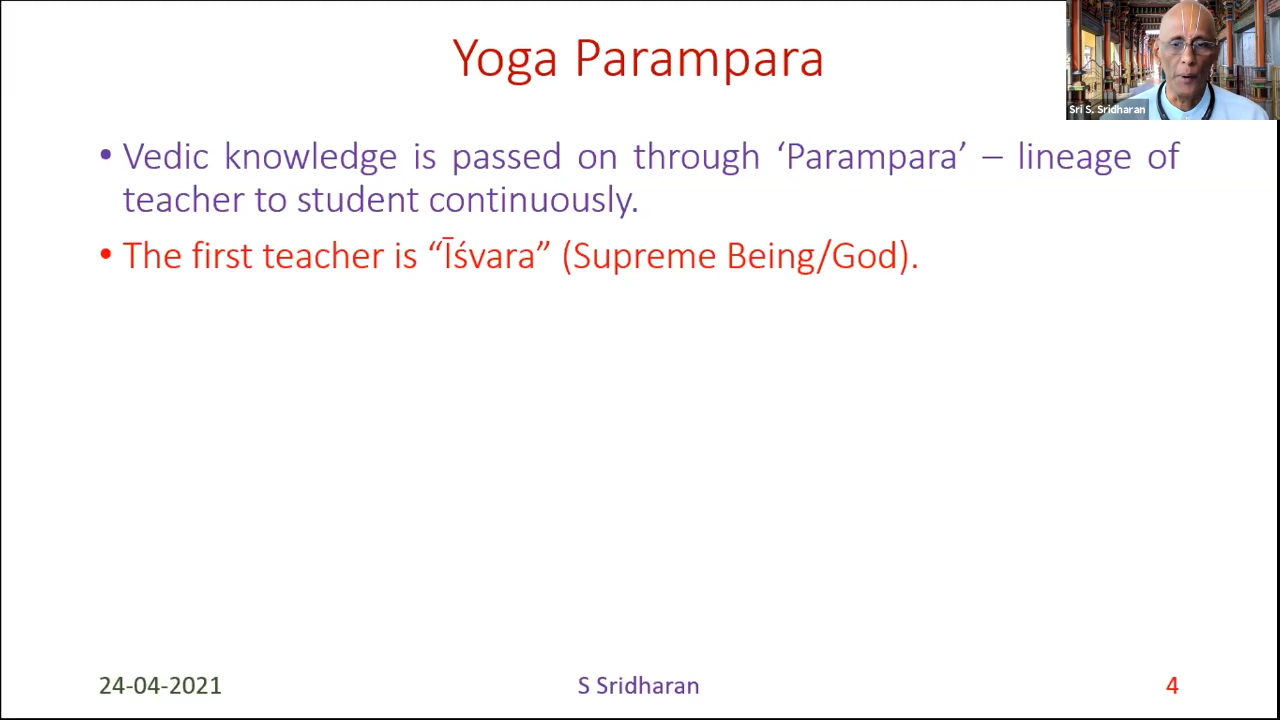 Yoga Parampara
Sri S. Sridharan
• Vedic knowledge is passed on through ‘Parampara’ – lineage of
teacher to student continuously.
• The first teacher is “Īśvara” (Supreme Being/God).
24-04-2021
S Sridharan
4